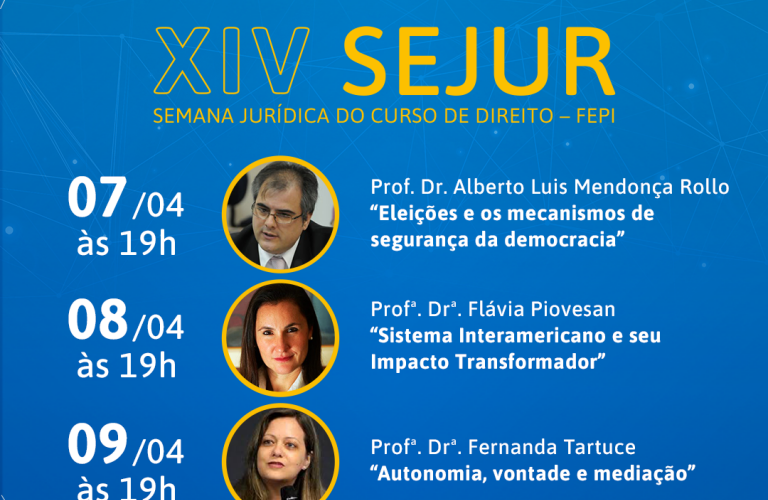 XIV SEJUR
SEMANA JURÍDICA DO CURSO DE DIREITO – FEPI
07/04
às 19h
Prof. Dr. Alberto Luis Mendonça Rollo
“Eleições e os mecanismos de
segurança da democracia”
08/04
às 19h
Profª. Drª. Flávia Piovesan
“Sistema Interamericano e seu
Impacto Transformador”
09/04
às 19h
Profª. Drª. Fernanda Tartuce
“Autonomia, vontade e mediação”